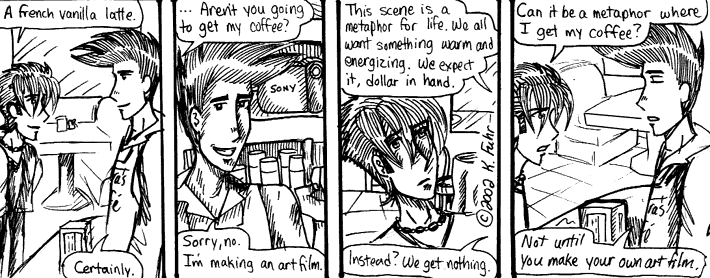 A french vanilla latte.
Certainly.
... Aren't you going
to get my coffee?
SONY
Sorry, no.
I'm making an art film.
This scene is a
metaphor for life. We all
want something warm and
energizing. We expect
it, dollar in hand.
Instead? We get nothing.
©2002 K. Fuhr
Can it be a metaphor where
I get my coffee?
Not until
you make your own art film.